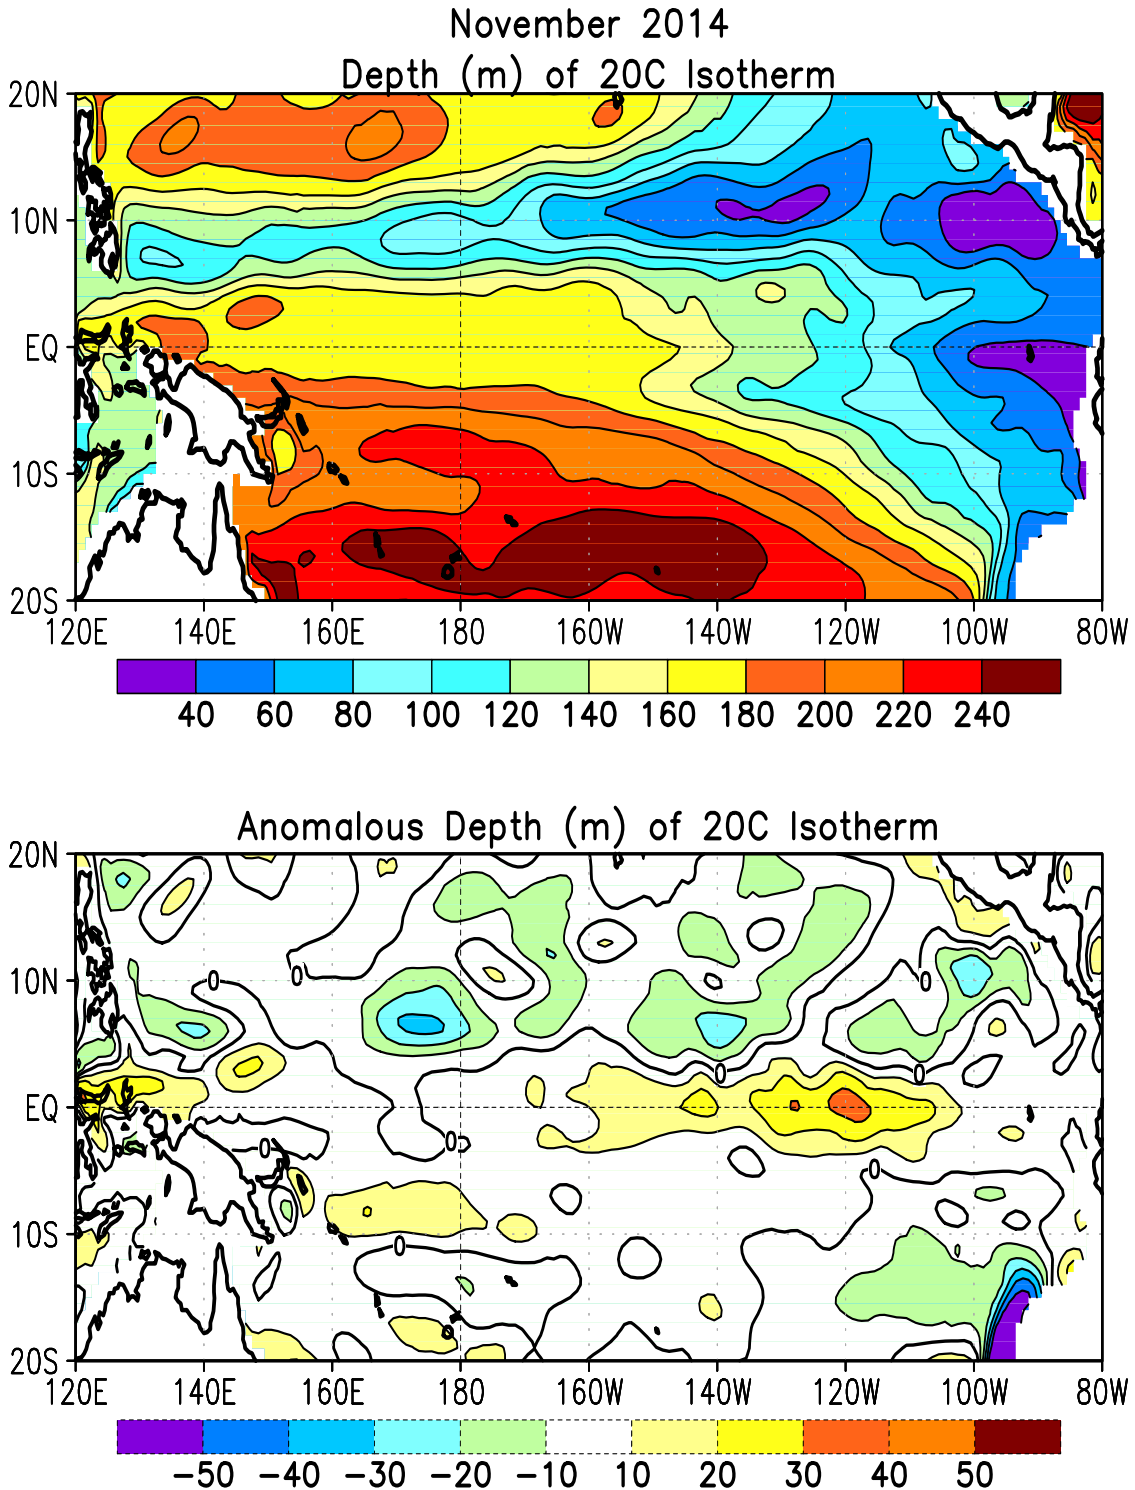 November 2014
Depth (m) of 20C Isotherm
20N
10N
EQ
10S
20S
120E 140E 160E 180 160W 140W 120W 100W 80W
40 60 80 100 120 140 160 180 200 220 240
Anomalous Depth (m) of 20C Isotherm
20N
0 0 0
10N
0 0
EQ
0 0 0
10S
0
20S
120E 140E 160E 180 160W 140W 120W 100W 80W
-50 -40 -30 -20 -10 10 20 30 40 50